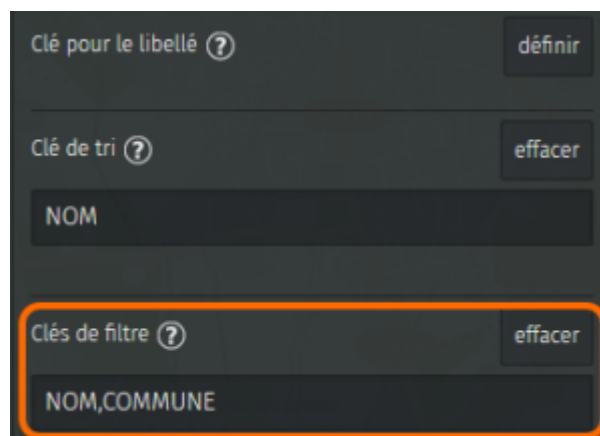 Clé pour le libellé ? définir
Clé de tri ? effacer
NOM
Clés de filtre ? effacer
NOM,COMMUNE